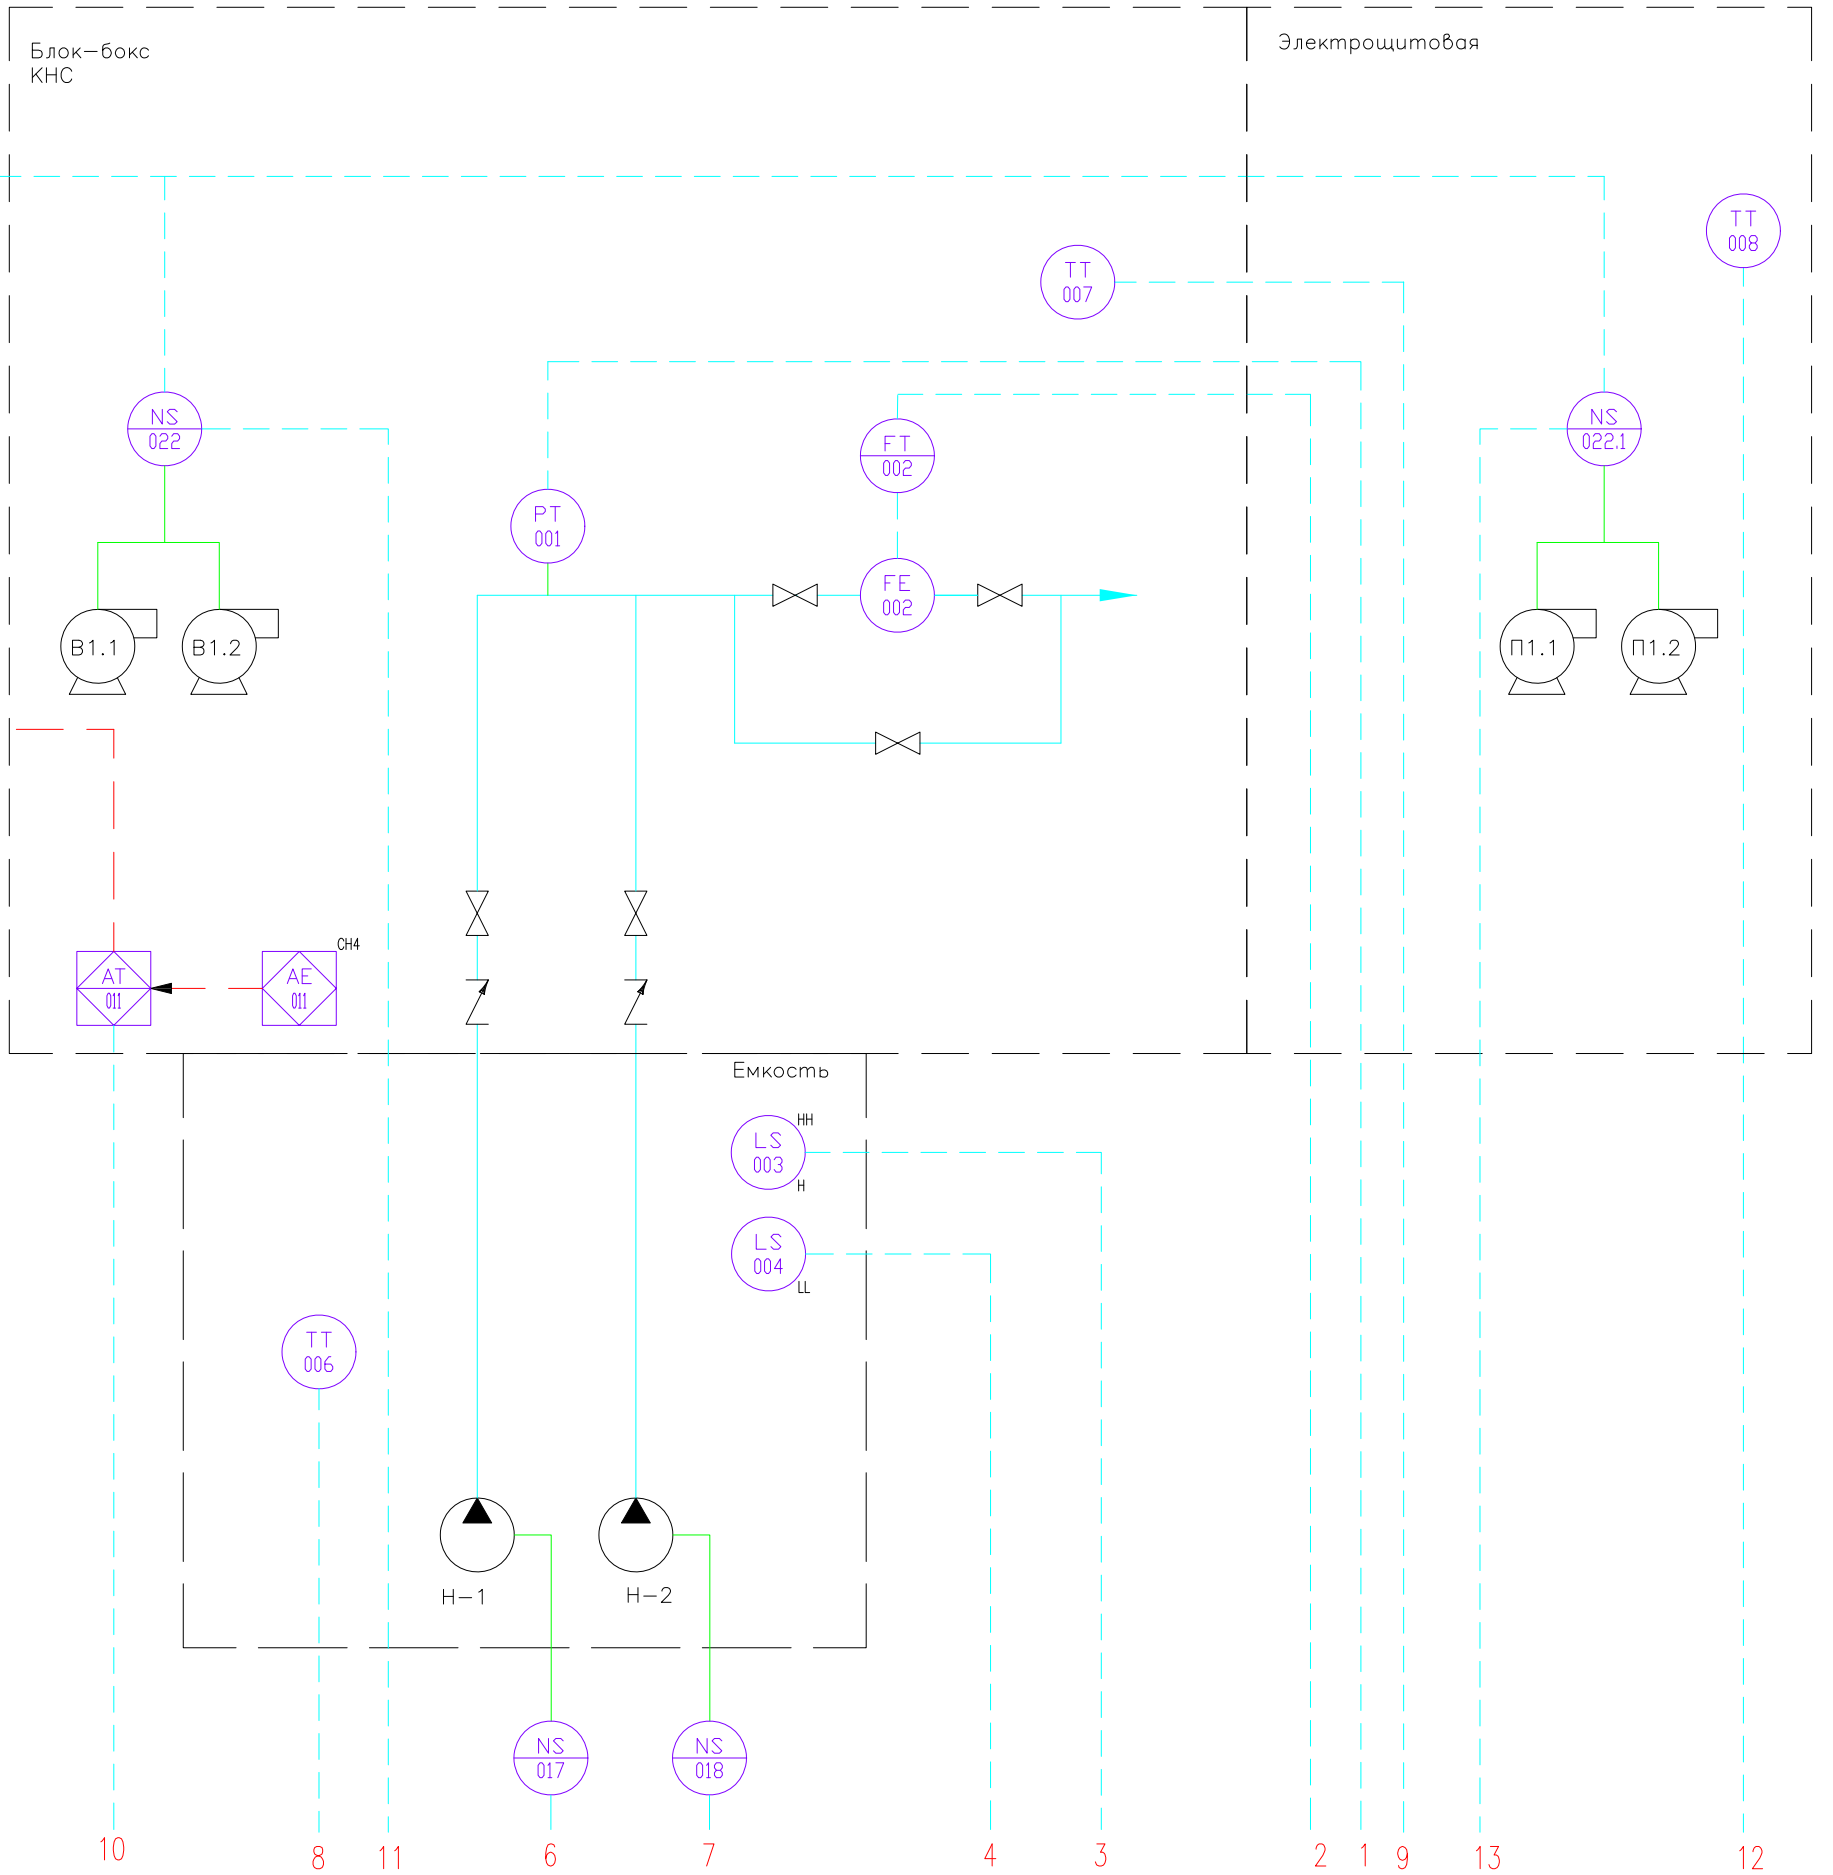 Блок-бокс
КНС
Электрощитовая
TT
008
TT
007
NS
022
FT
002
NS
022.1
PT
001
FE
002
В1.1
В1.2
П1.1
П1.2
CH4
AT
011
AE
011
Емкость
HH
LS
003
H
LS
004
LL
TT
006
Н-1
Н-2
NS
017
NS
018
10
8
11
6
7
4
3
2
1
9
13
12